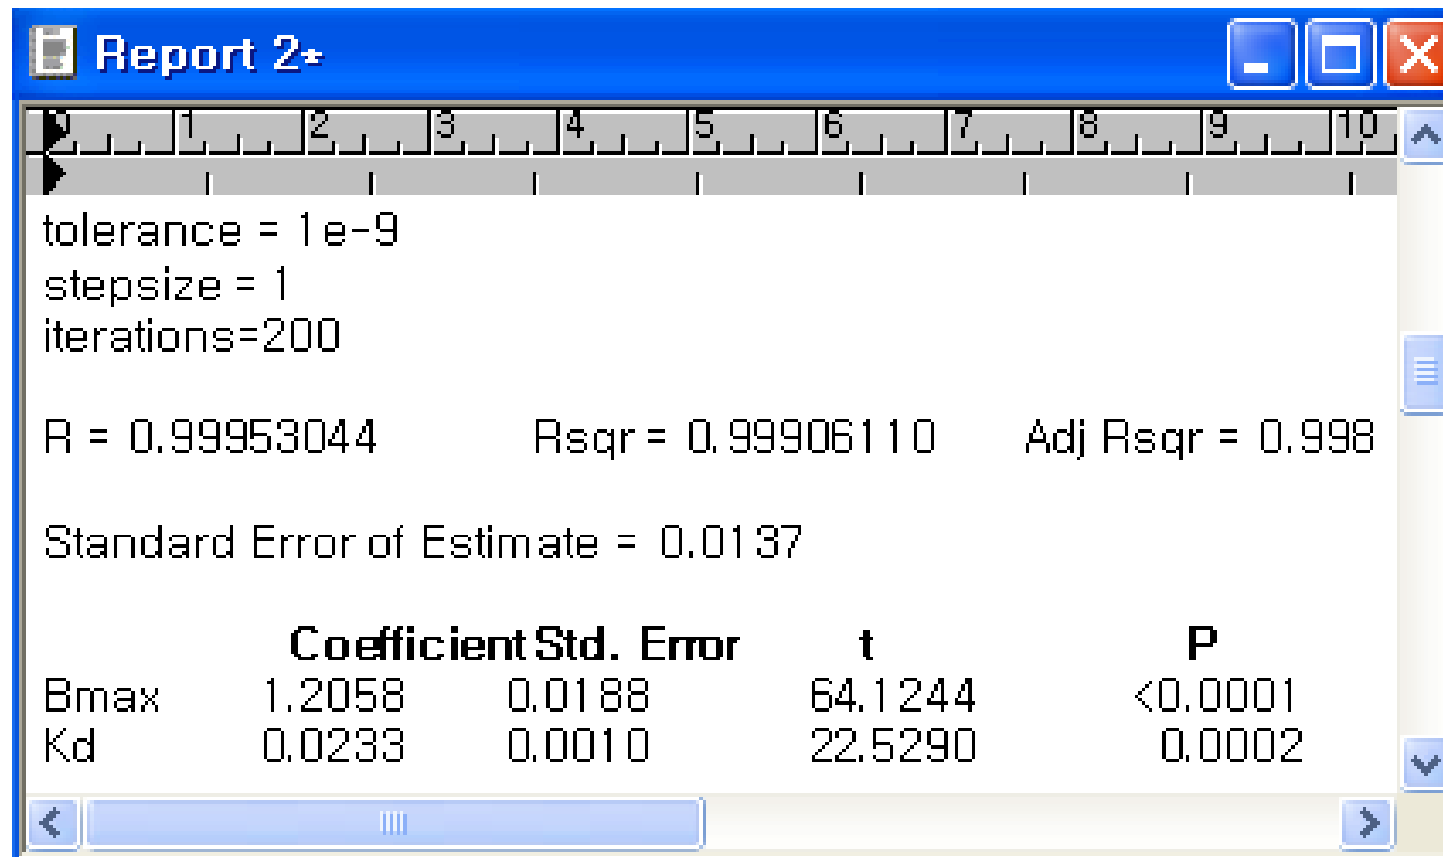 Report 2*
0 1 2 3 4 5 6 7 8 9 10
tolerance = 1e-9
stepsize = 1
iterations=200
R = 0.99953044 Rsqr = 0.99906110 Adj Rsqr = 0.998
Standard Error of Estimate = 0.0137
Coefficient Std. Error t P
Bmax 1.2058 0.0188 64.1244 <0.0001
Kd 0.0233 0.0010 22.5290 0.0002